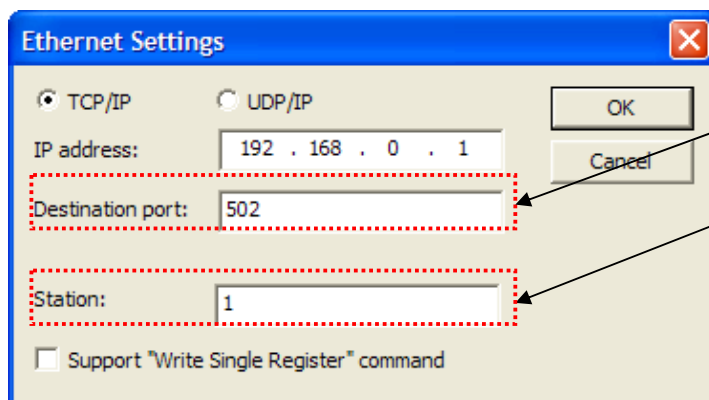 Ethernet Settings
TCP/IP UDP/IP OK
IP address: 192 . 168 . 0 . 1 Cancel
Destination port: 502
Station: 1
Support "Write Single Register" command